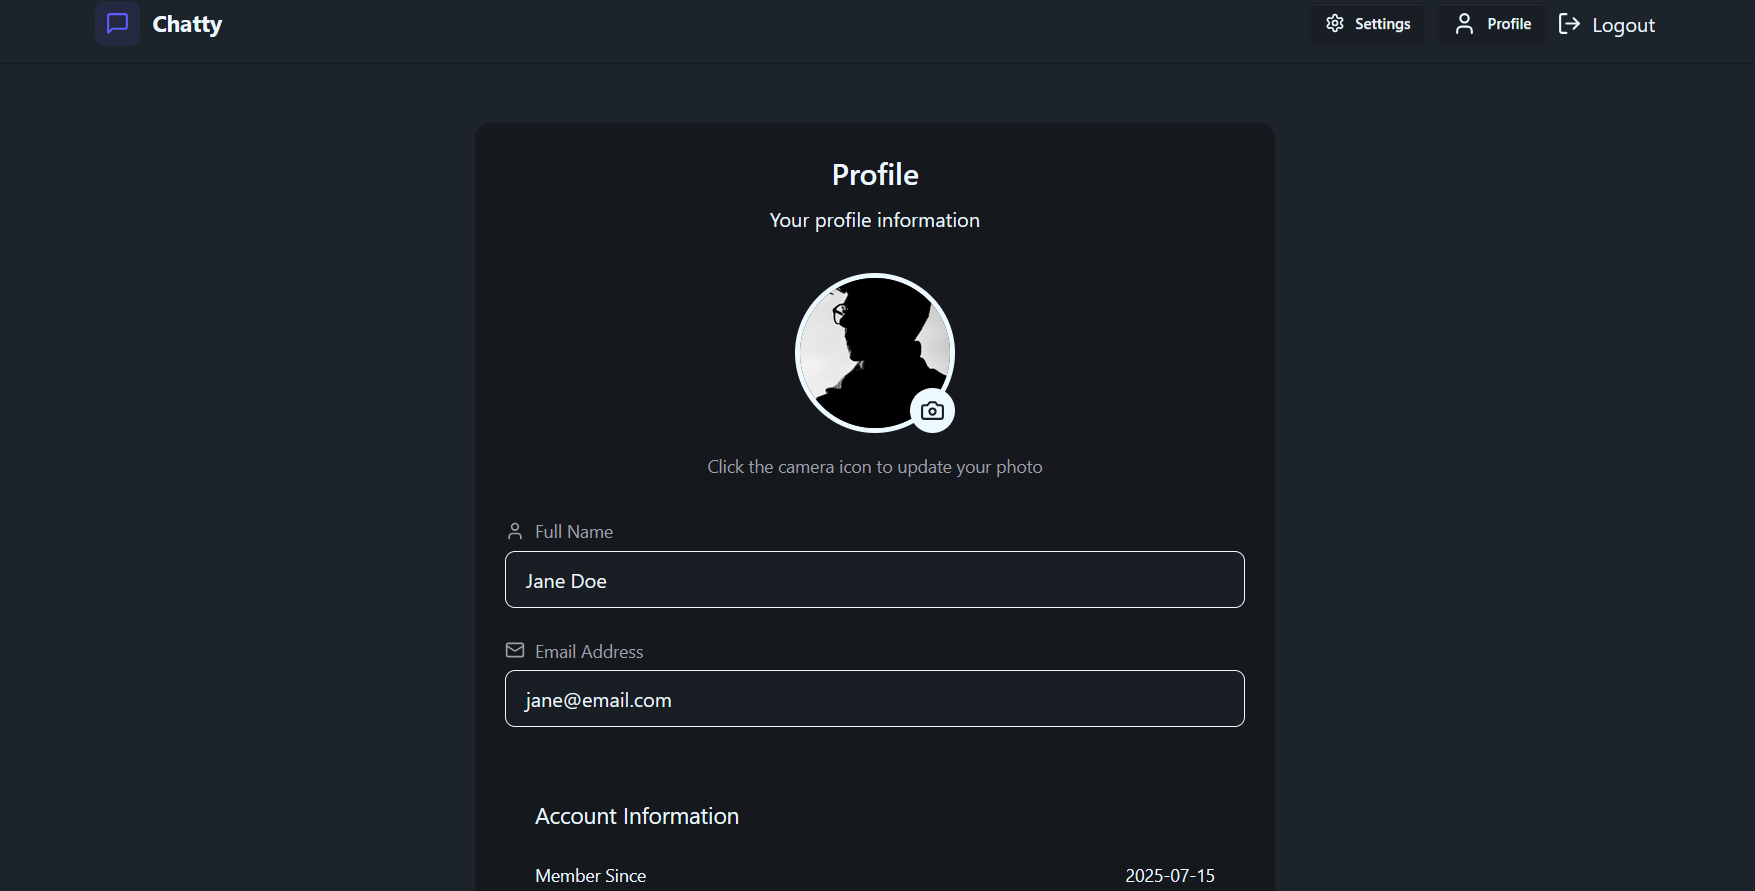 Chatty
Settings
Profile
Logout
Profile
Your profile information
Click the camera icon to update your photo
Full Name
Jane Doe
Email Address
jane@email.com
Account Information
Member Since 2025-07-15